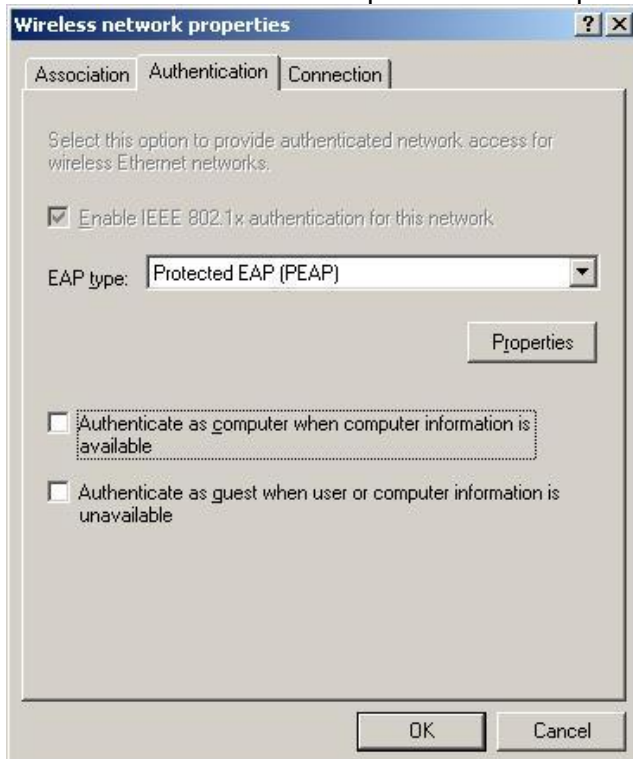 Wireless network properties
Association Authentication Connection
Select this option to provide authenticated network access for
wireless Ethernet networks.
Enable IEEE 802.1x authentication for this network
EAP type: Protected EAP (PEAP)
Properties
Authenticate as computer when computer information is
available
Authenticate as guest when user or computer information is
unavailable
OK Cancel